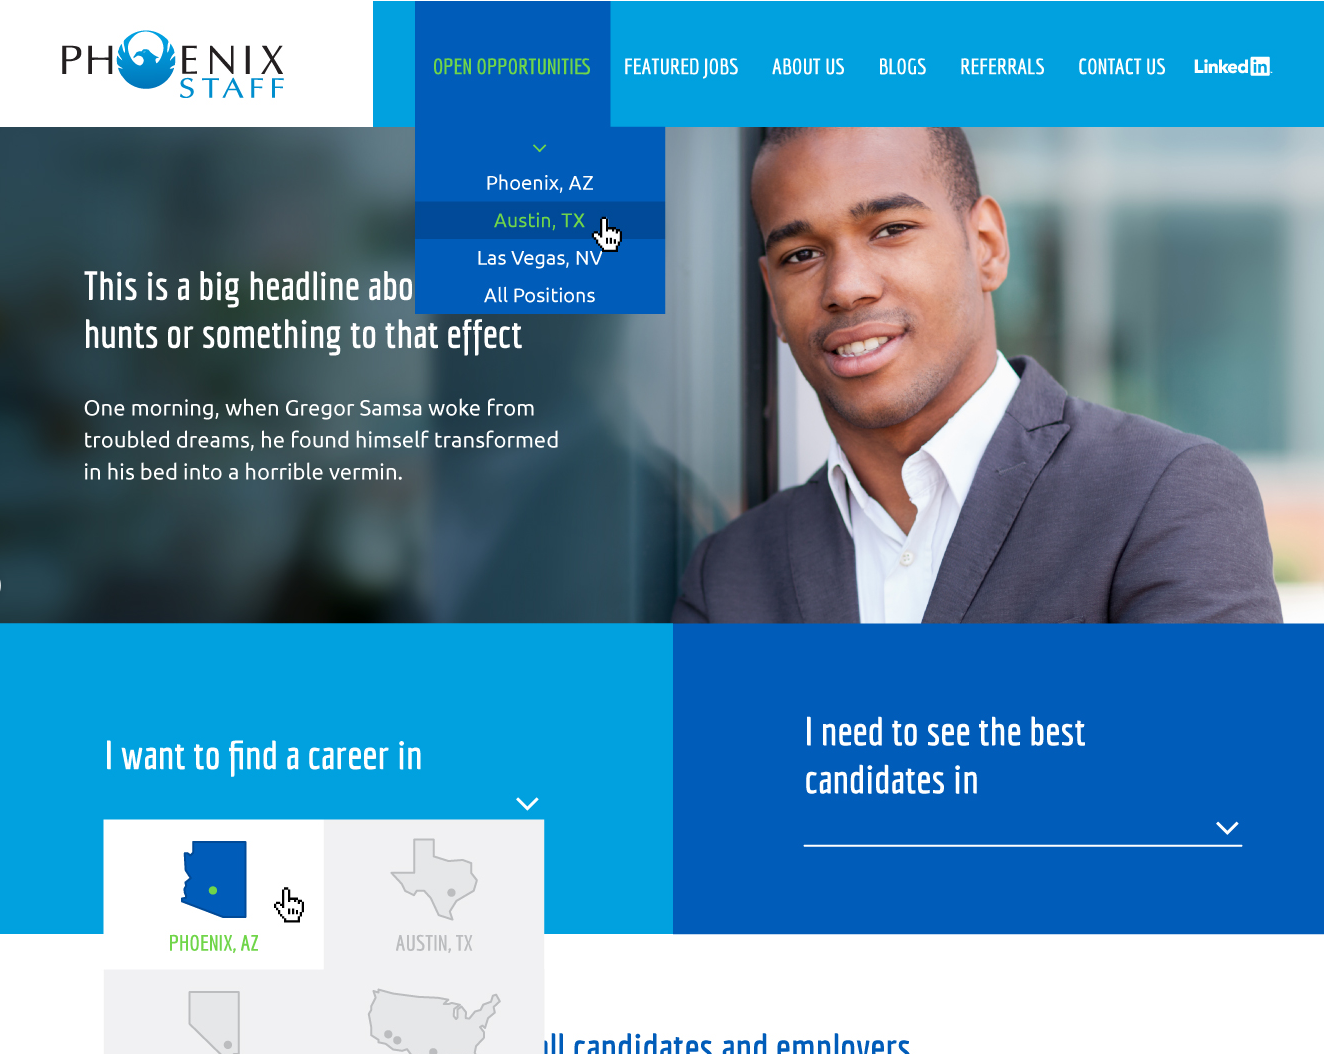 PHOENIX
STAFF
OPEN OPPORTUNITIES
FEATURED JOBS
ABOUT US
BLOGS
REFERRALS
CONTACT US
Linked in
Phoenix, AZ
Austin, TX
Las Vegas, NV
All Positions
This is a big headline abo
hunts or something to that effect
One morning, when Gregor Samsa woke from
troubled dreams, he found himself transformed
in his bed into a horrible vermin.
I want to find a career in
PHOENIX, AZ
AUSTIN, TX
I need to see the best
candidates in
all candidates and employers